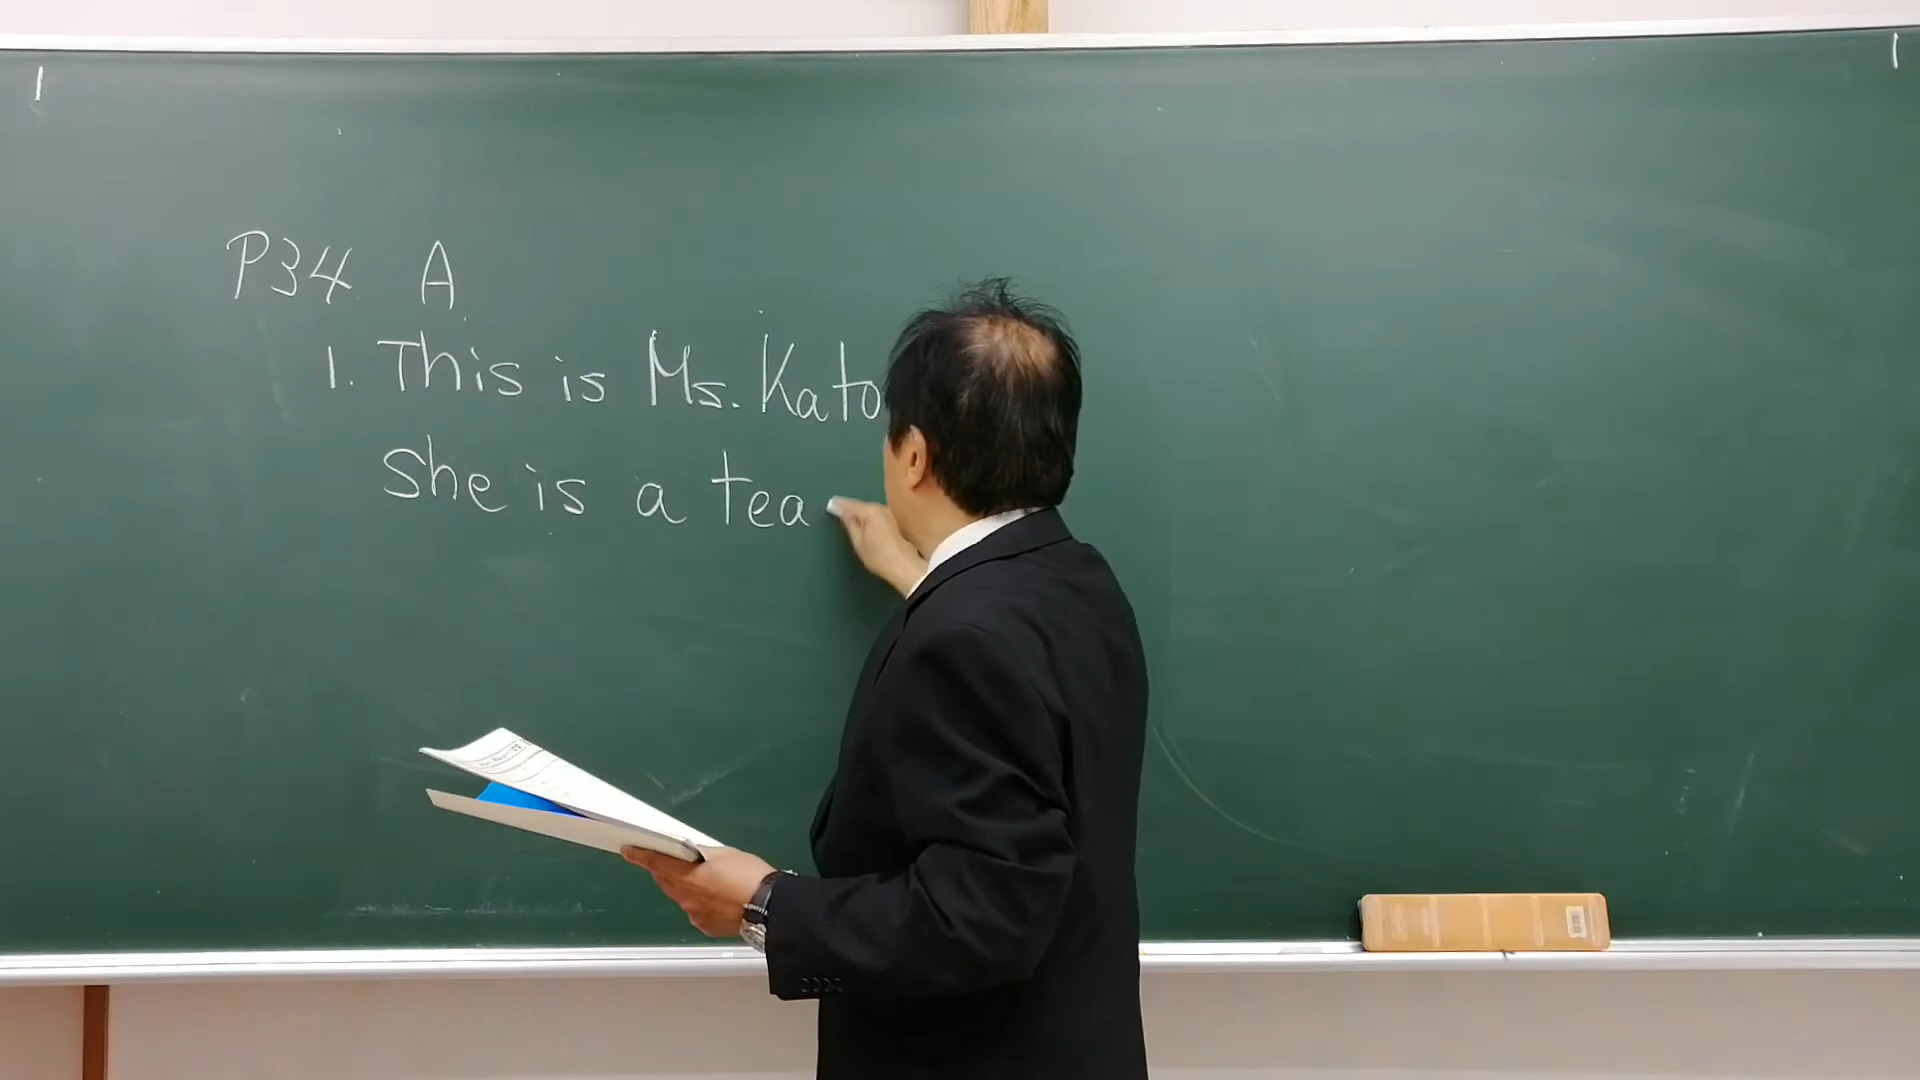 P34 A
1. This is Ms. Kato
She is a tea